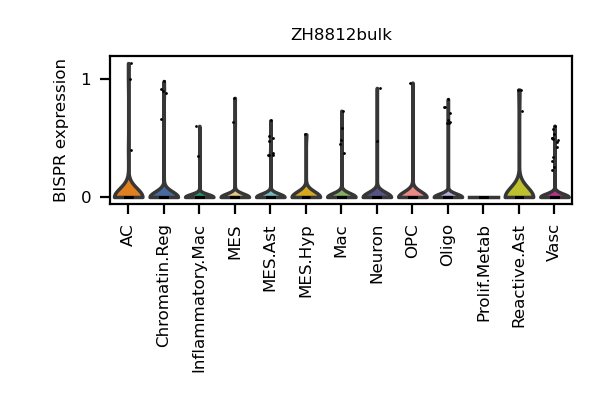 ZH8812bulk
BISPR expression
1
0
AC
Chromatin.Reg
Inflammatory.Mac
MES
MES.Ast
MES.Hyp
Mac
Neuron
OPC
Oligo
Prolif.Metab
Reactive.Ast
Vasc